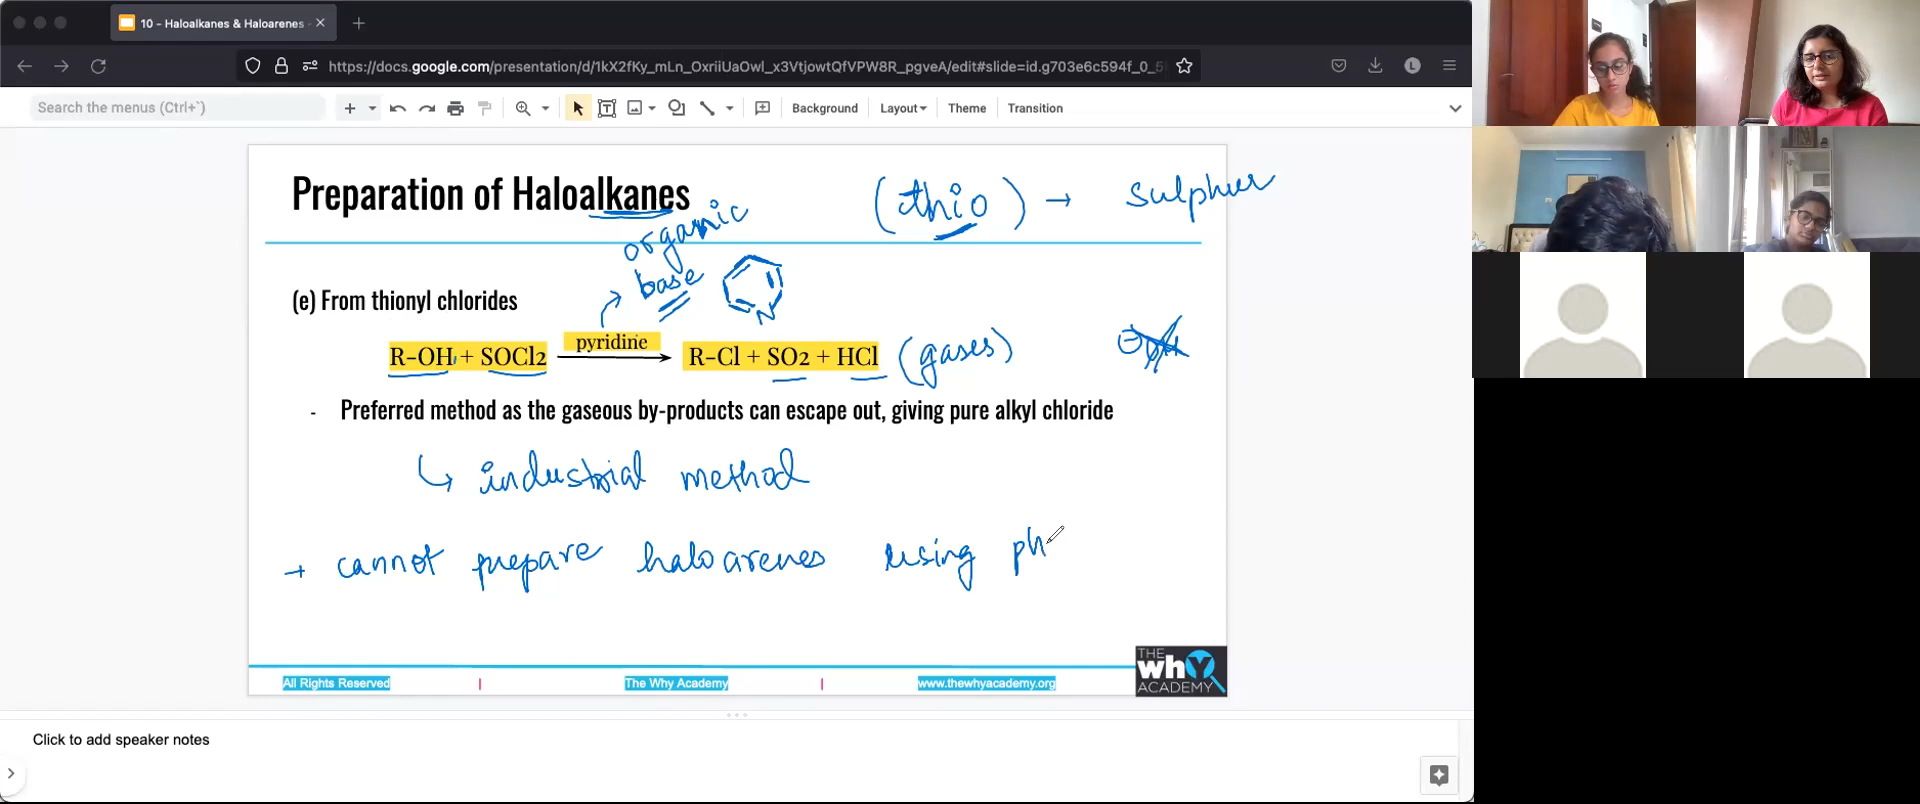 10 - Haloalkanes & Haloarenes -
https://docs.google.com/presentation/d/1kX2fKy_mLn_OxriiUaOwl_x3VtjowtQfVPW8R_pgveA/edit#slide=id.g703e6c594f_0_5
L
Search the menus (Ctrl+`)
Background
Layout
Theme
Transition
Preparation of Haloalkanes
(thio) → sulphur
organic
base
N
(e) From thionyl chlorides
pyridine
R-OH + SOCl2
R-Cl + SO2 + HCl
(gases)
- Preferred method as the gaseous by-products can escape out, giving pure alkyl chloride
↳ industrial method
→ cannot prepare haloarenes using ph
THE
whY
ACADEMY
All Rights Reserved | The Why Academy | www.thewhyacademy.org
Click to add speaker notes